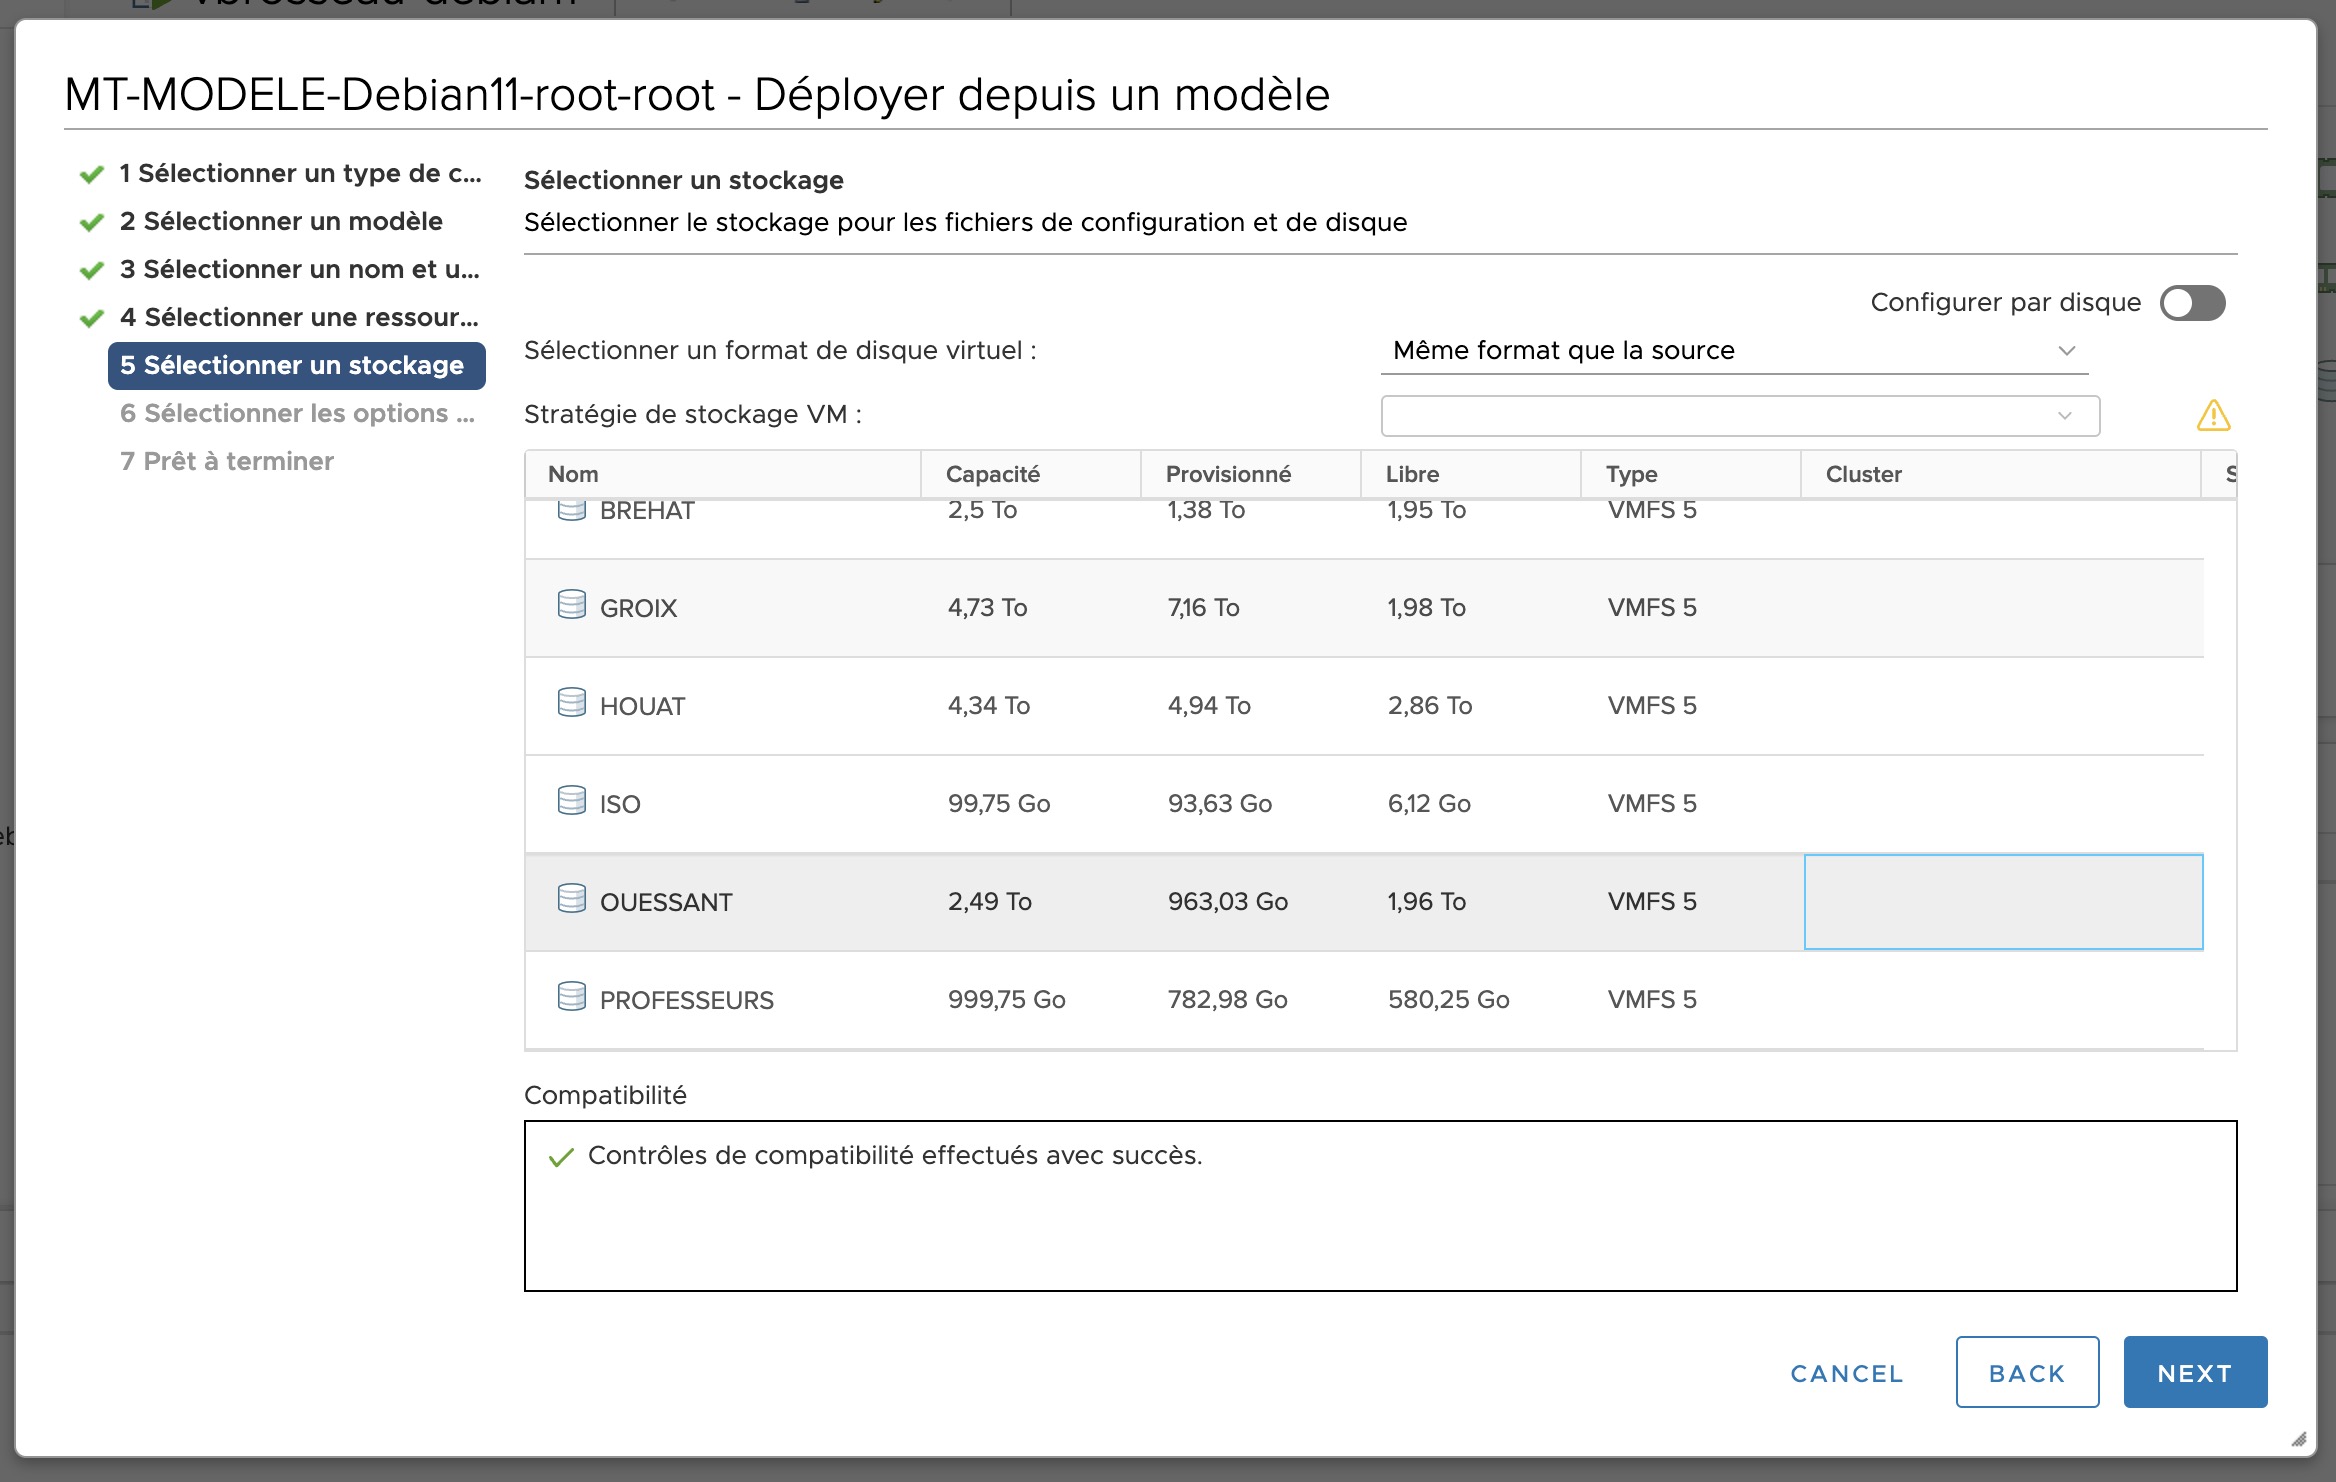 MT-MODELE-Debian11-root-root - Déployer depuis un modèle
1 Sélectionner un type de c...
2 Sélectionner un modèle
3 Sélectionner un nom et u...
4 Sélectionner une ressour...
5 Sélectionner un stockage
6 Sélectionner les options ...
7 Prêt à terminer
Sélectionner un stockage
Sélectionner le stockage pour les fichiers de configuration et de disque
Configurer par disque
Sélectionner un format de disque virtuel : Même format que la source
Stratégie de stockage VM :
Nom Capacité Provisionné Libre Type Cluster S
BREHAT 2,5 To 1,38 To 1,95 To VMFS 5
GROIX 4,73 To 7,16 To 1,98 To VMFS 5
HOUAT 4,34 To 4,94 To 2,86 To VMFS 5
ISO 99,75 Go 93,63 Go 6,12 Go VMFS 5
OUESSANT 2,49 To 963,03 Go 1,96 To VMFS 5
PROFESSEURS 999,75 Go 782,98 Go 580,25 Go VMFS 5
Compatibilité
Contrôles de compatibilité effectués avec succès.
CANCEL BACK NEXT